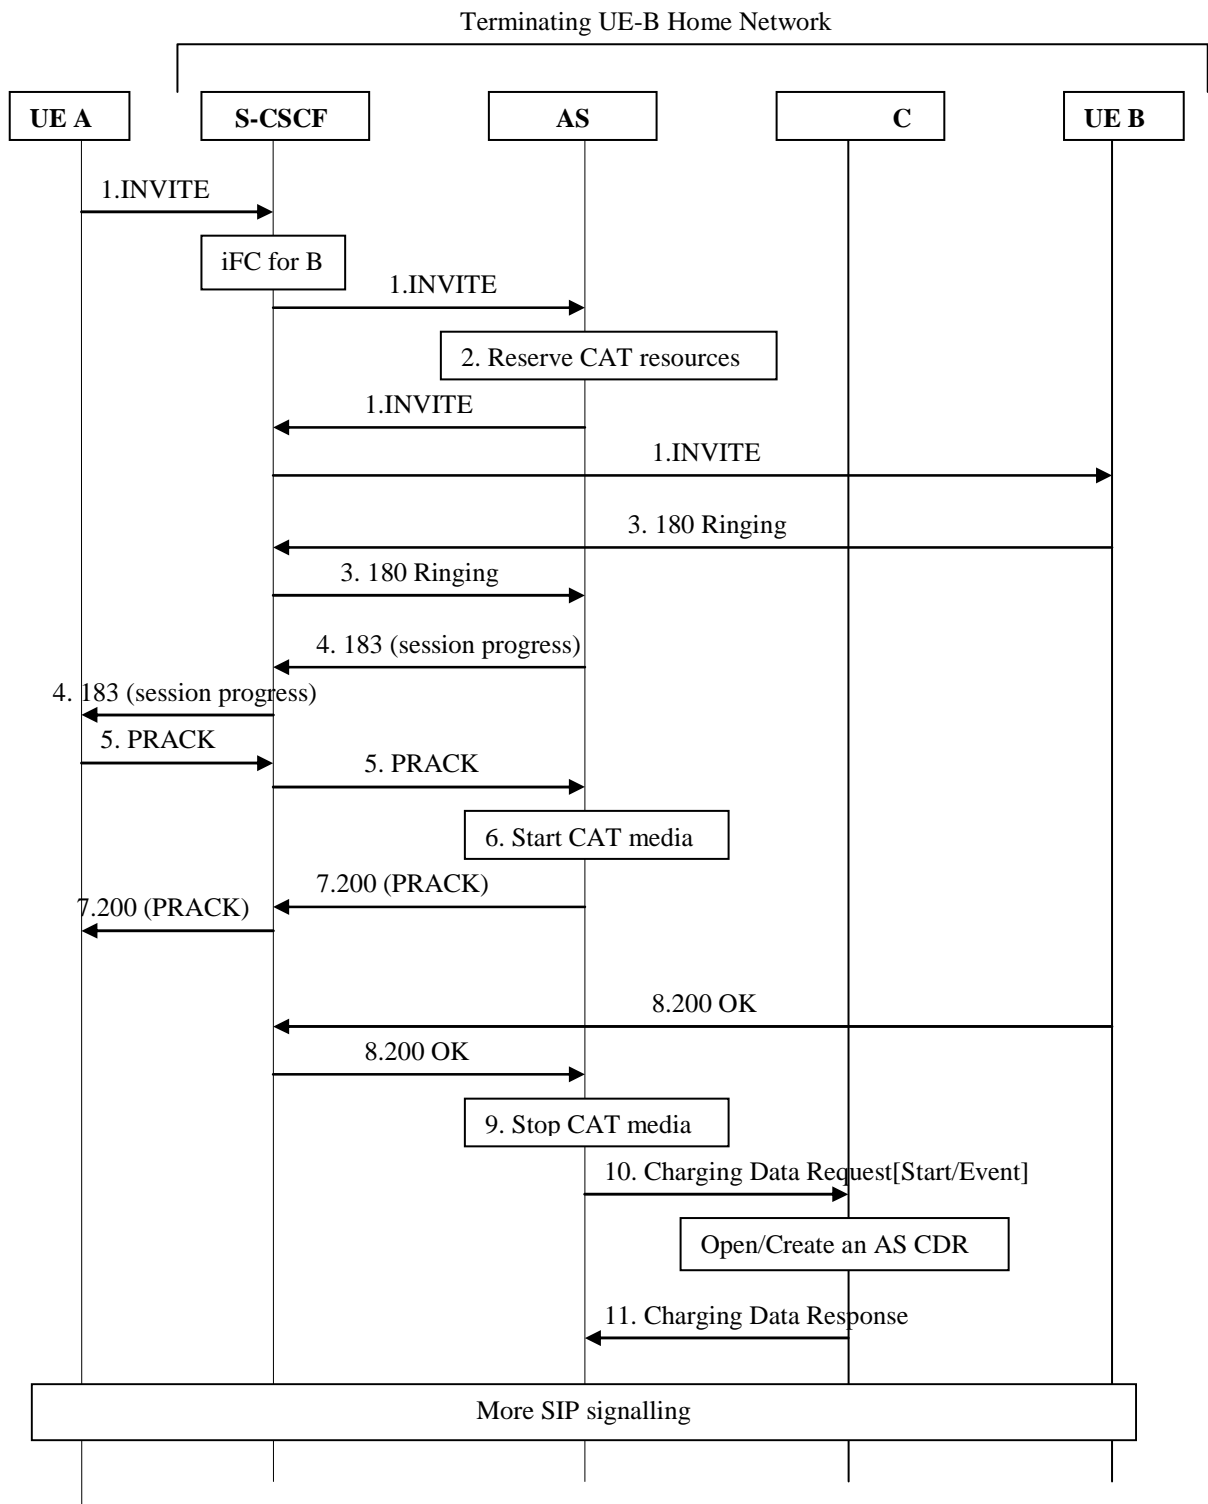 Terminating UE-B Home Network
UE A
S-CSCF
AS
C
UE B
1.INVITE
iFC for B
1.INVITE
2. Reserve CAT resources
1.INVITE
1.INVITE
3. 180 Ringing
3. 180 Ringing
4. 183 (session progress)
4. 183 (session progress)
5. PRACK
5. PRACK
6. Start CAT media
7.200 (PRACK)
7.200 (PRACK)
8.200 OK
8.200 OK
9. Stop CAT media
10. Charging Data Request[Start/Event]
Open/Create an AS CDR
11. Charging Data Response
More SIP signalling